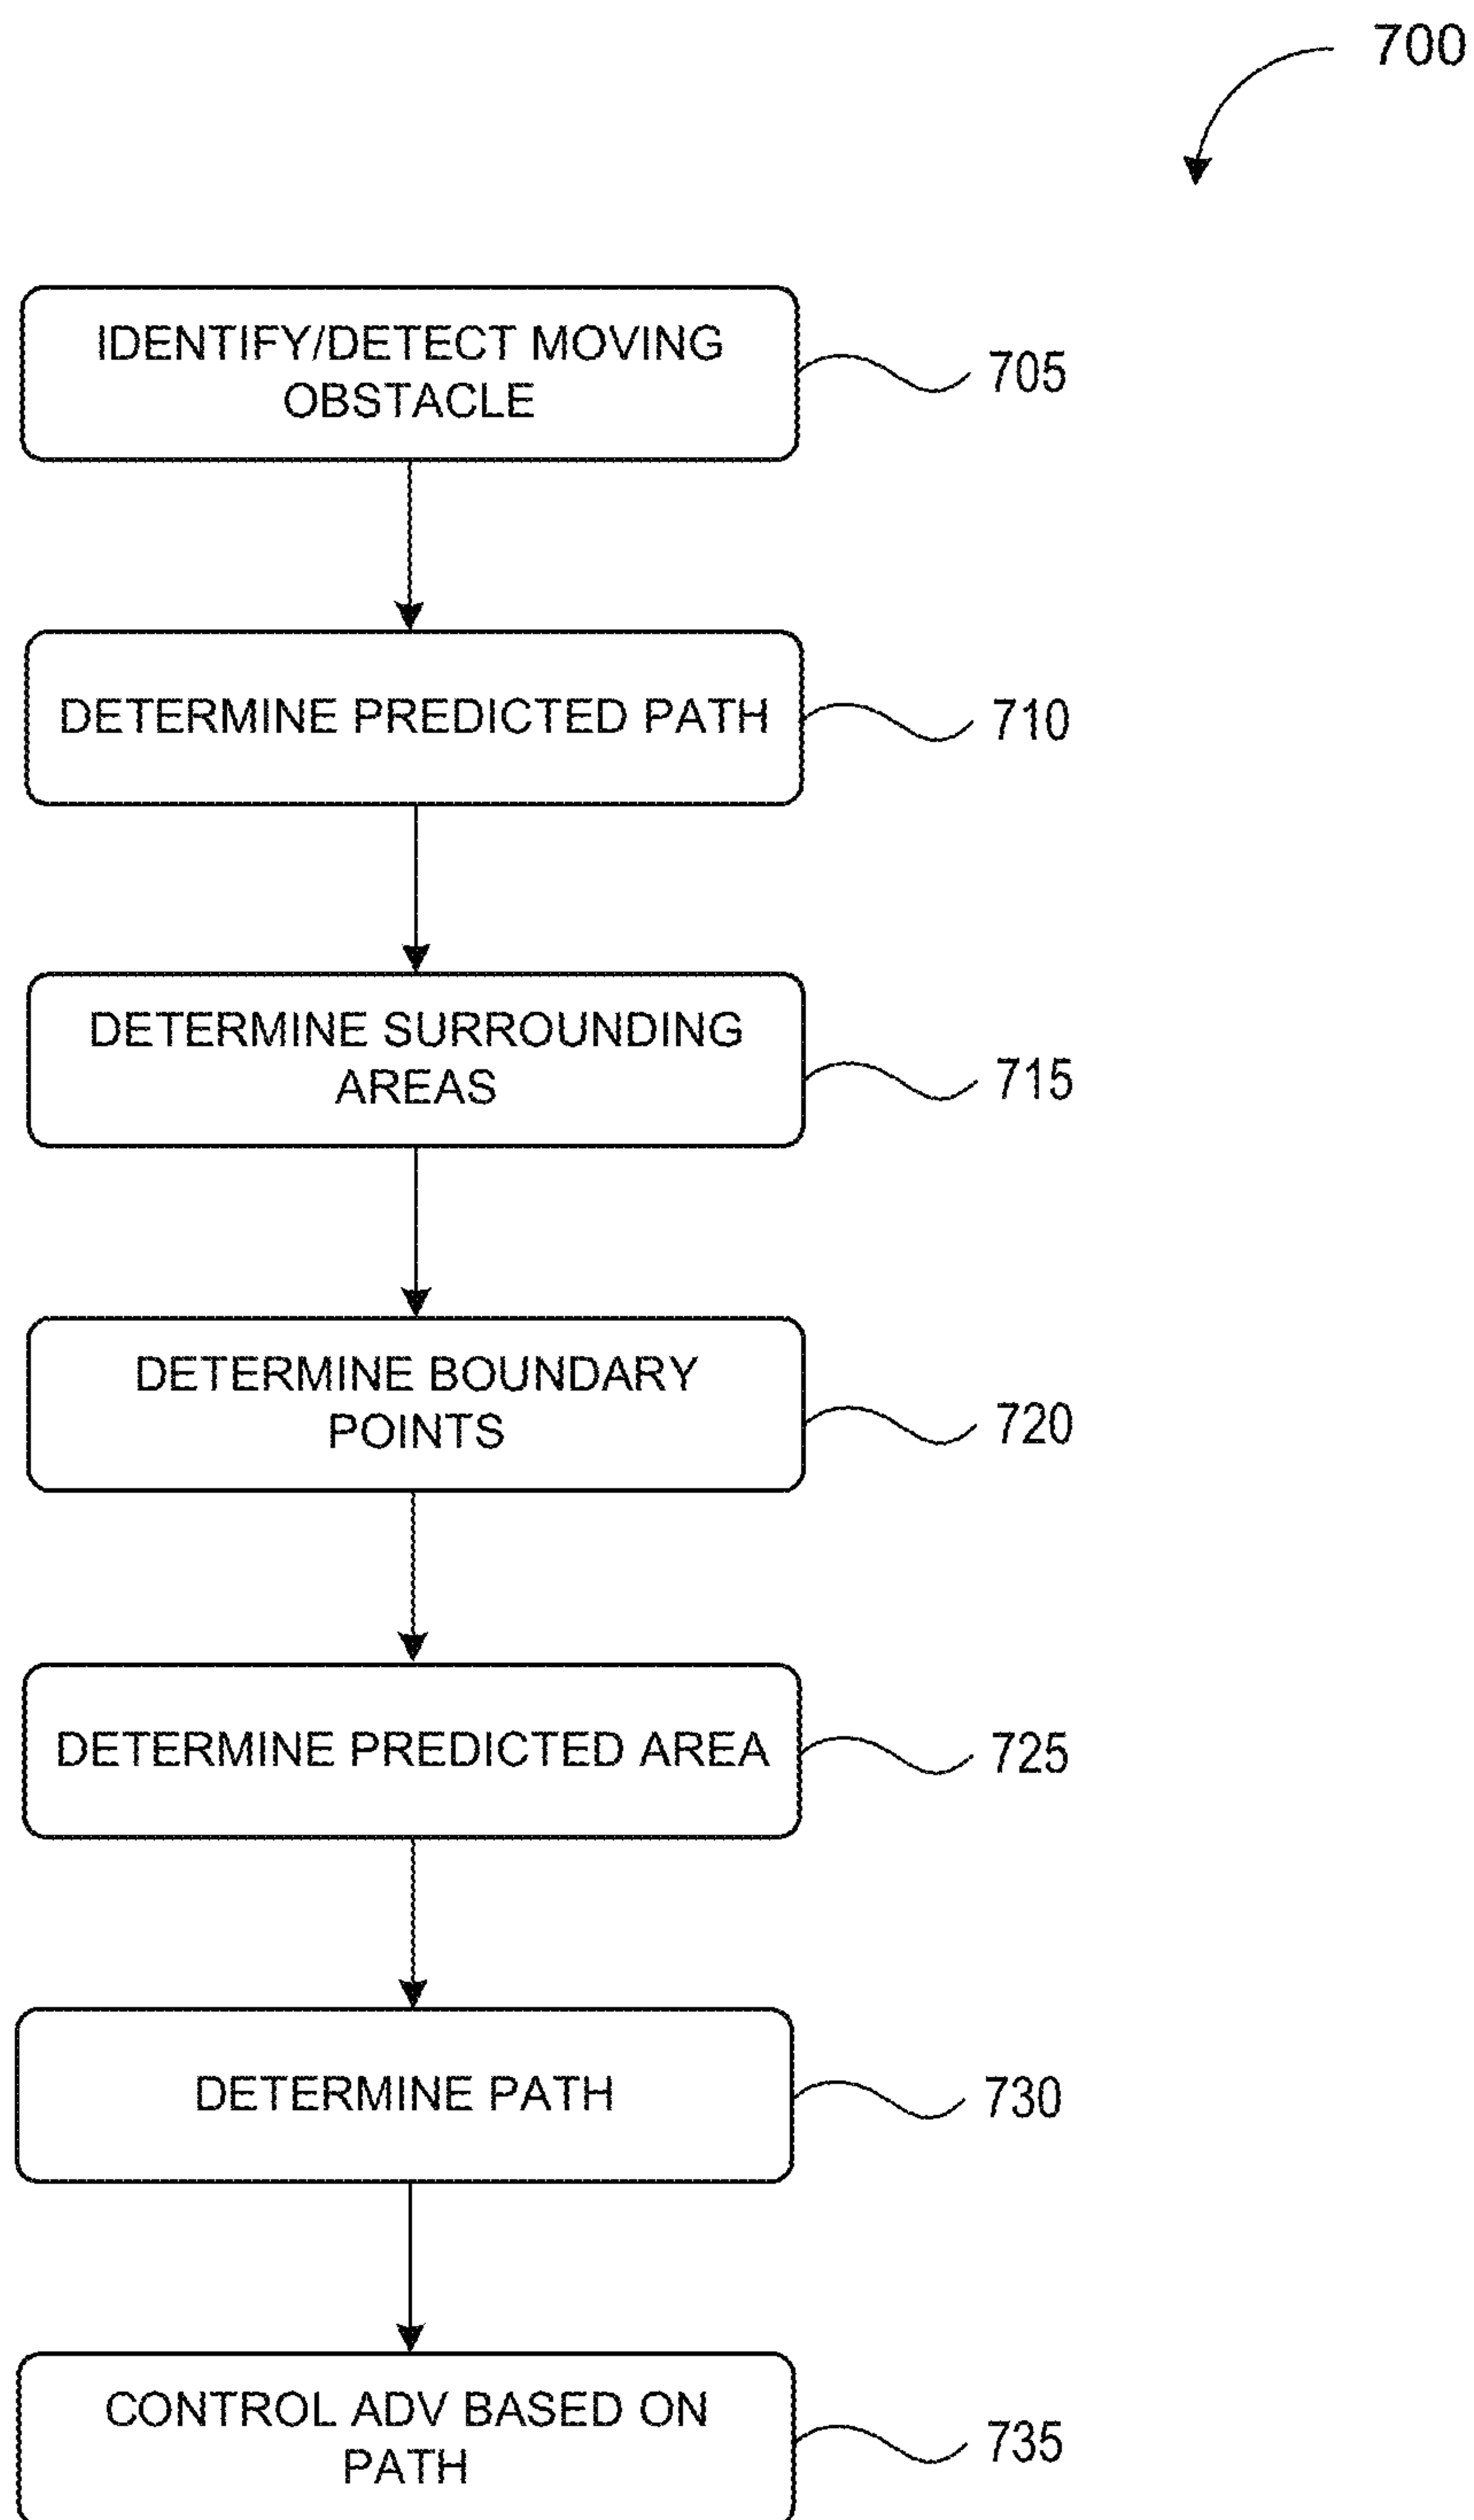 700
IDENTIFY/DETECT MOVING
OBSTACLE
705
DETERMINE PREDICTED PATH
710
DETERMINE SURROUNDING
AREAS
715
DETERMINE BOUNDARY
POINTS
720
DETERMINE PREDICTED AREA
725
DETERMINE PATH
730
CONTROL ADV BASED ON
PATH
735